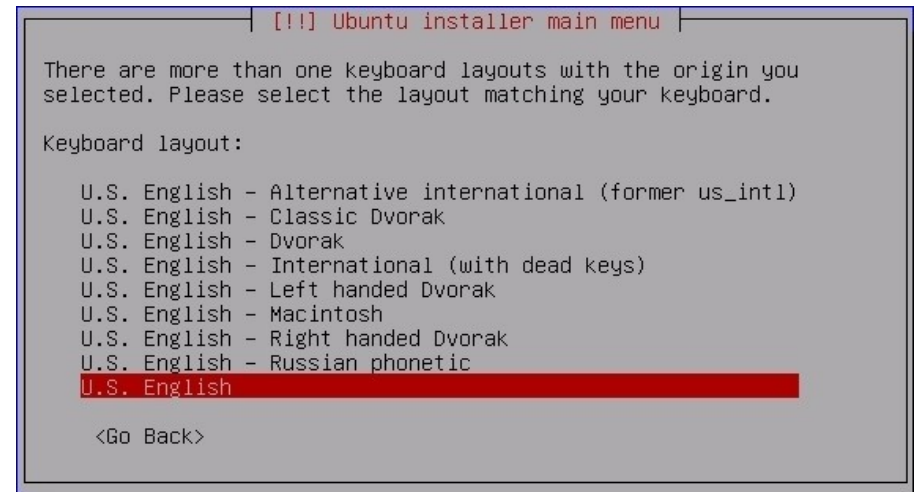 [!!] Ubuntu installer main menu
There are more than one keyboard layouts with the origin you
selected. Please select the layout matching your keyboard.
Keyboard layout:
U.S. English – Alternative international (former us_intl)
U.S. English – Classic Dvorak
U.S. English – Dvorak
U.S. English – International (with dead keys)
U.S. English – Left handed Dvorak
U.S. English – Macintosh
U.S. English – Right handed Dvorak
U.S. English – Russian phonetic
U.S. English
<Go Back>